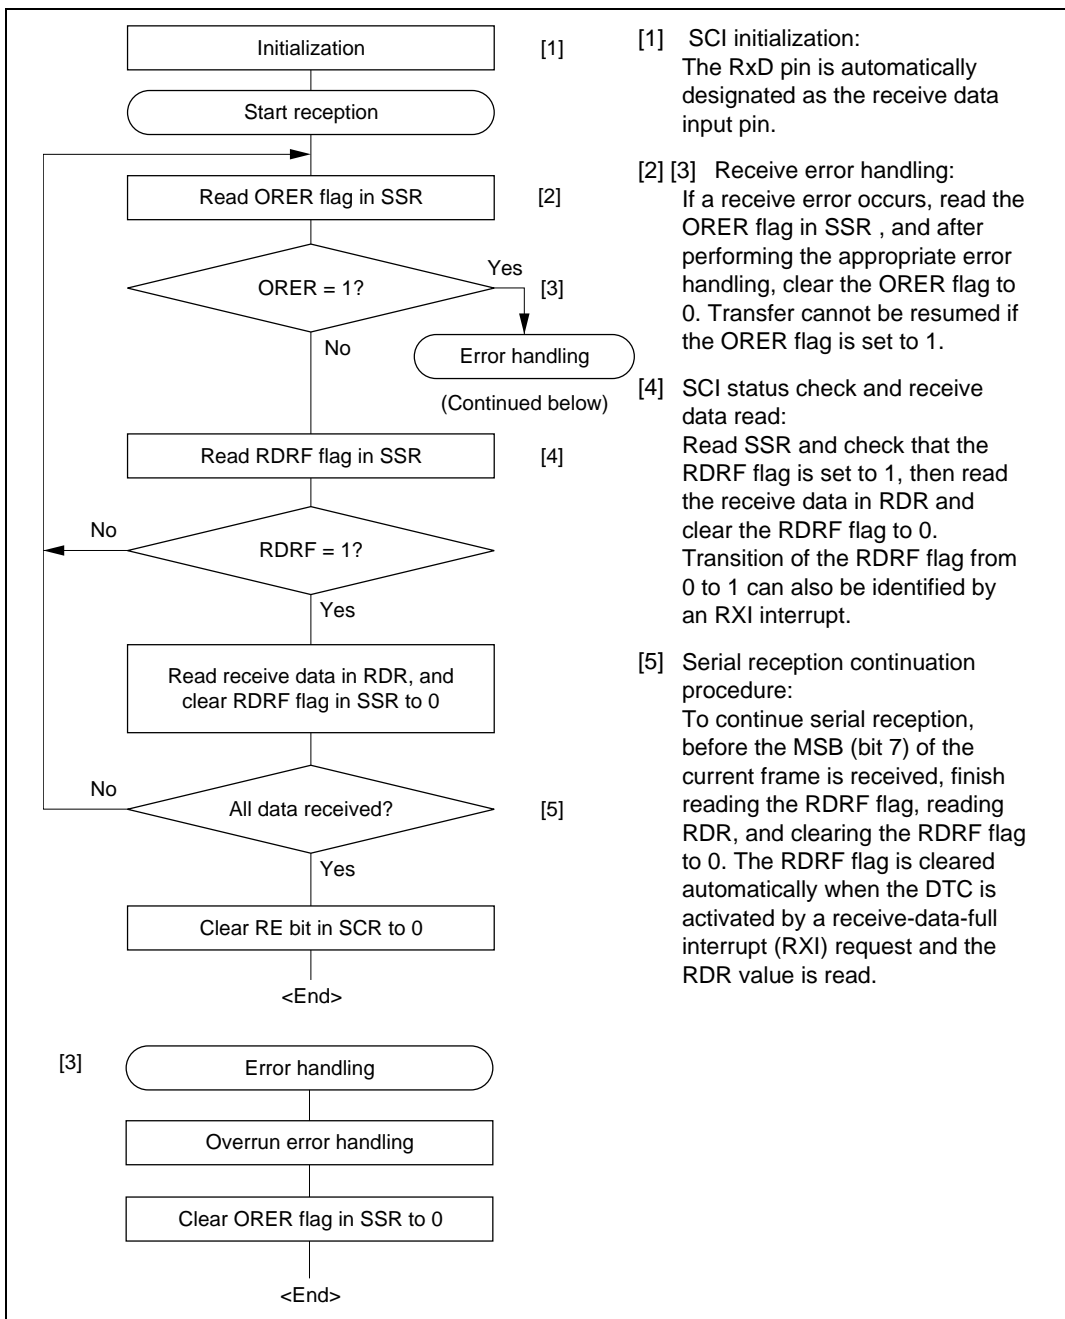 Initialization
[1]
Start reception
Read ORER flag in SSR
[2]
ORER = 1?
Yes
[3]
No
Error handling
(Continued below)
Read RDRF flag in SSR
[4]
No
RDRF = 1?
Yes
Read receive data in RDR, and
clear RDRF flag in SSR to 0
No
All data received?
[5]
Yes
Clear RE bit in SCR to 0
<End>
[3]
Error handling
Overrun error handling
Clear ORER flag in SSR to 0
<End>
[1] SCI initialization:
The RxD pin is automatically
designated as the receive data
input pin.
[2] [3] Receive error handling:
If a receive error occurs, read the
ORER flag in SSR , and after
performing the appropriate error
handling, clear the ORER flag to
0. Transfer cannot be resumed if
the ORER flag is set to 1.
[4] SCI status check and receive
data read:
Read SSR and check that the
RDRF flag is set to 1, then read
the receive data in RDR and
clear the RDRF flag to 0.
Transition of the RDRF flag from
0 to 1 can also be identified by
an RXI interrupt.
[5] Serial reception continuation
procedure:
To continue serial reception,
before the MSB (bit 7) of the
current frame is received, finish
reading the RDRF flag, reading
RDR, and clearing the RDRF flag
to 0. The RDRF flag is cleared
automatically when the DTC is
activated by a receive-data-full
interrupt (RXI) request and the
RDR value is read.